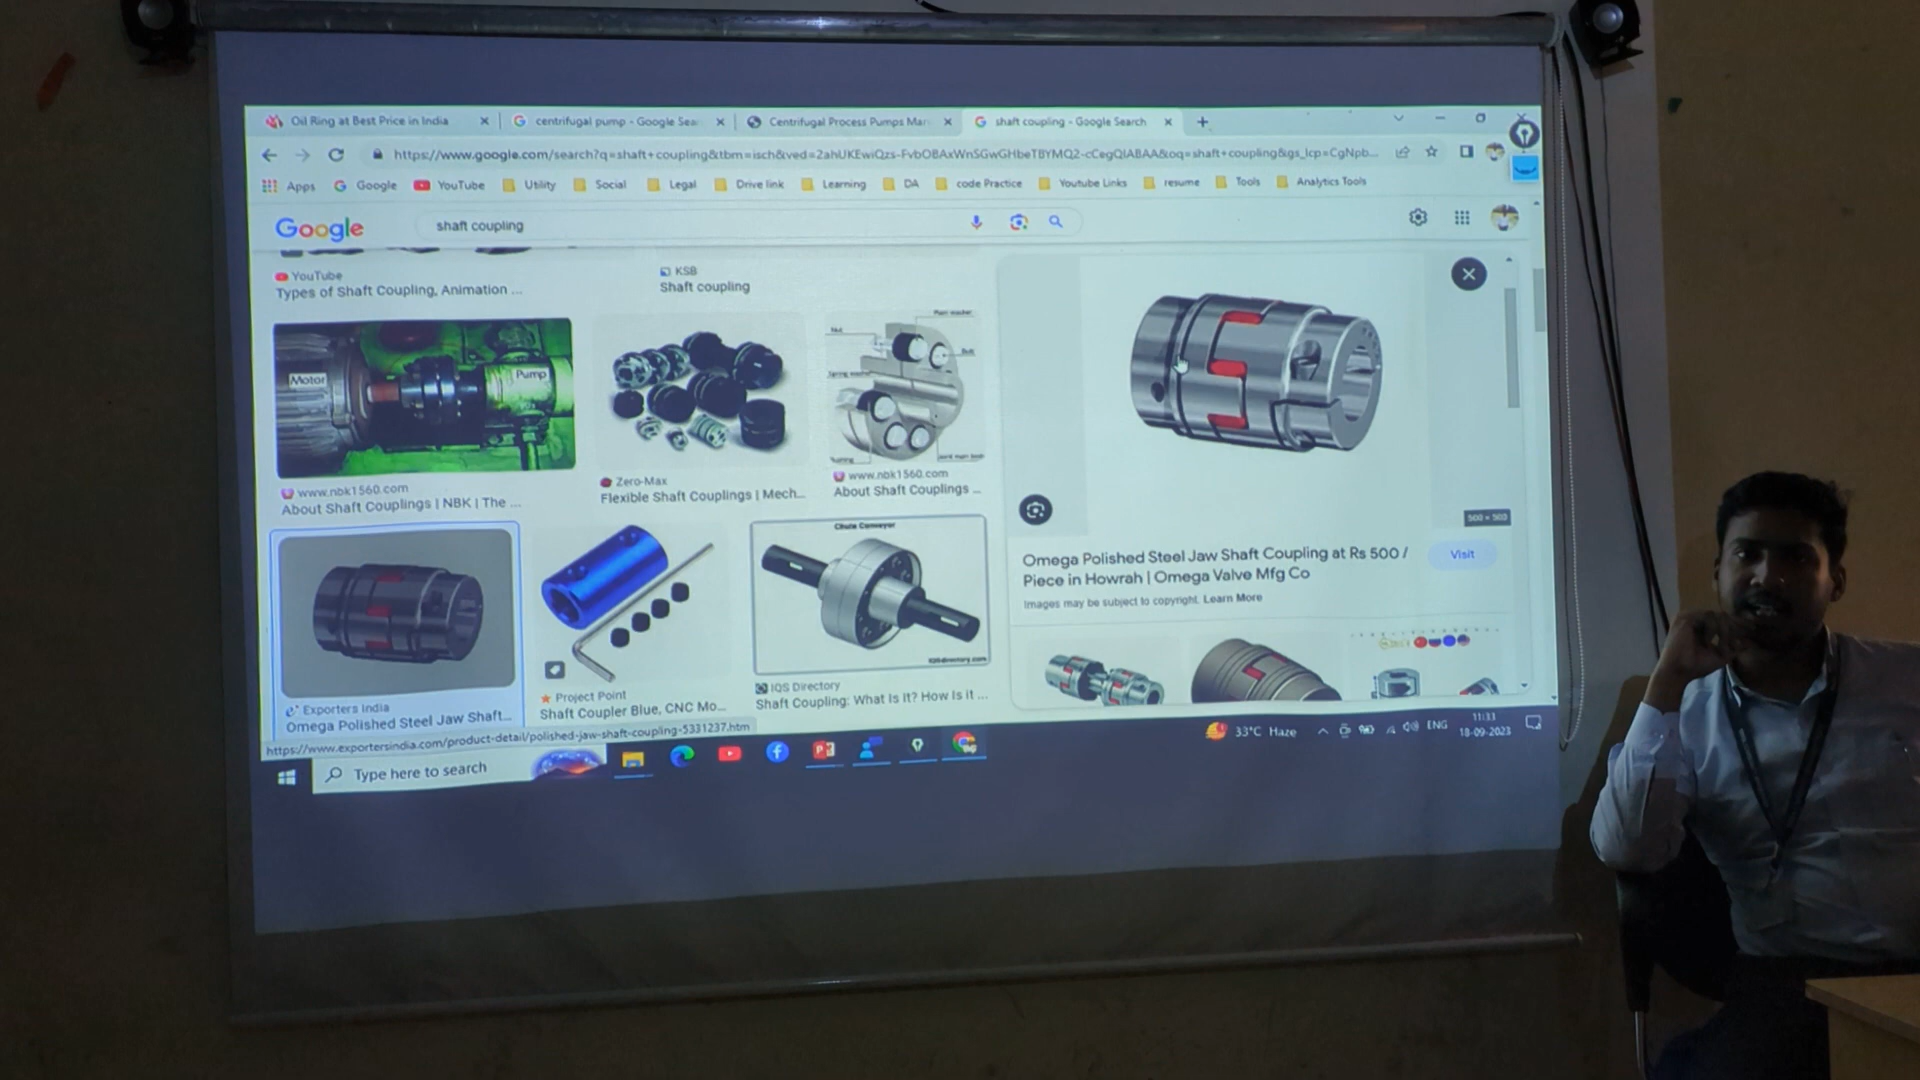 Oil Ring at Best Price in India
centrifugal pump - Google Sea
Centrifugal Process Pumps Man
shaft coupling - Google Search
Apps
Google
YouTube
Utility
Social
Legal
Drive link
Learning
DA
code Practice
Youtube Links
resume
Tools
Analytics Tools
Google
shaft coupling
YouTube
Types of Shaft Coupling, Animation ...
KSB
Shaft coupling
Motor
Pump
www.nbk1560.com
About Shaft Couplings | NBK | The ...
Zero-Max
Flexible Shaft Couplings | Mech...
Nut
Bolt
www.nbk1560.com
About Shaft Couplings ...
500 × 500
Omega Polished Steel Jaw Shaft Coupling at Rs 500 /
Piece in Howrah | Omega Valve Mfg Co
Visit
Images may be subject to copyright. Learn More
Exporters India
Omega Polished Steel Jaw Shaft...
Project Point
Shaft Coupler Blue, CNC Mo...
Chute Conveyor
IQS Directory
Shaft Coupling: What Is It? How Is it ...
https://www.exportersindia.com/product-detail/polished-jaw-shaft-coupling-5331237.htm
Type here to search
33°C Haze
ENG
11:33
18-09-2023